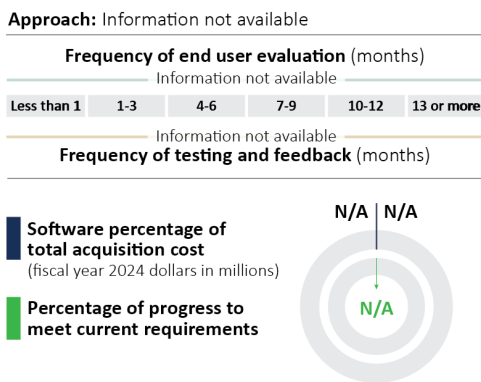 Approach: Information not available
Frequency of end user evaluation (months)
Information not available
Less than 1 1-3 4-6 7-9 10-12 13 or more
Information not available
Frequency of testing and feedback (months)
N/A N/A
Software percentage of
total acquisition cost
(fiscal year 2024 dollars in millions)
Percentage of progress to
meet current requirements
N/A